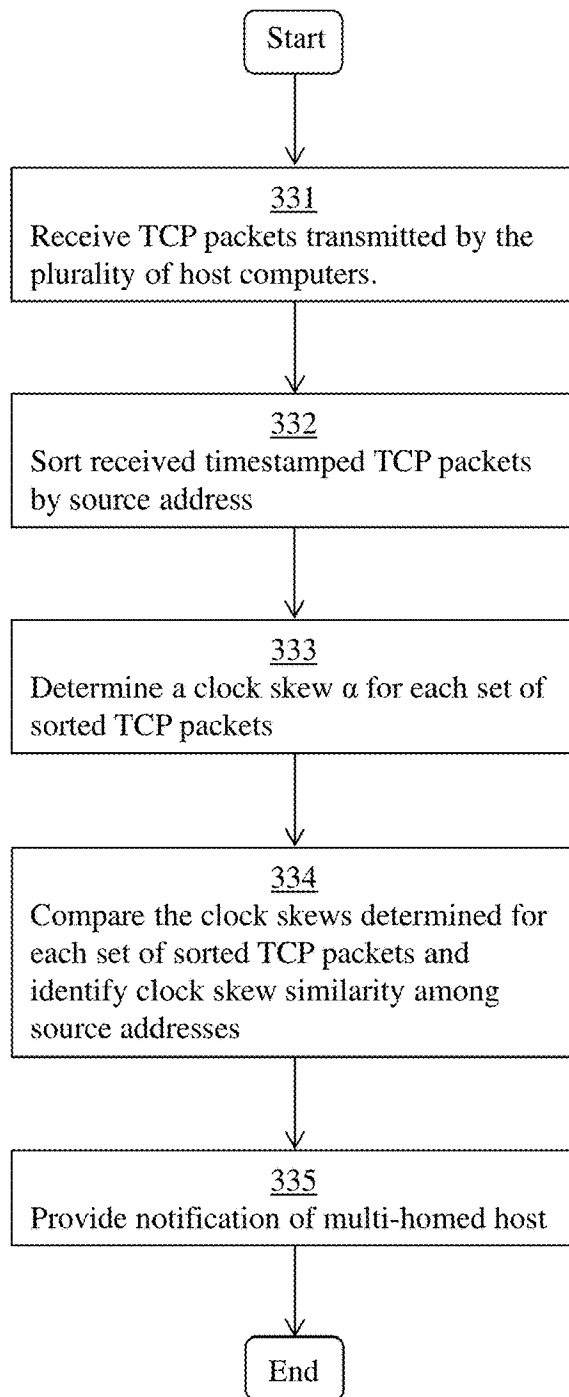 Start
331
Receive TCP packets transmitted by the
plurality of host computers.
332
Sort received timestamped TCP packets
by source address
333
Determine a clock skew α for each set of
sorted TCP packets
334
Compare the clock skews determined for
each set of sorted TCP packets and
identify clock skew similarity among
source addresses
335
Provide notification of multi-homed host
End